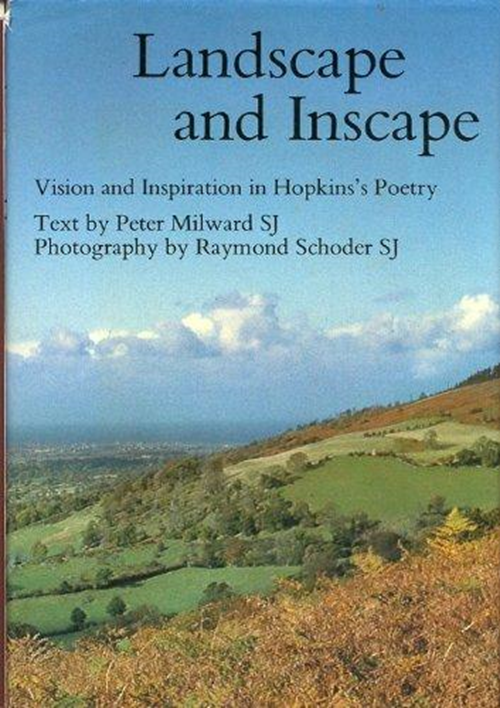 Landscape
and Inscape
Vision and Inspiration in Hopkins's Poetry
Text by Peter Milward SJ
Photography by Raymond Schoder SJ